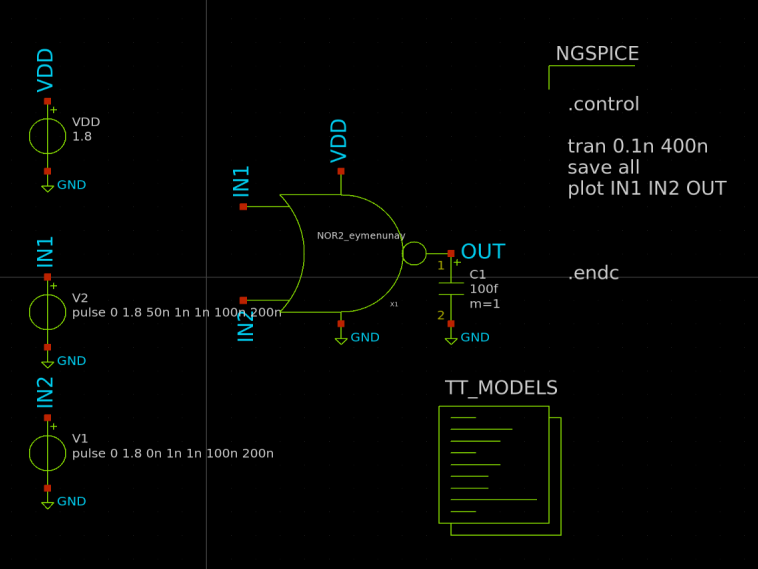 VDD
VDD
1.8
GND
IN1
V2
pulse 0 1.8 50n 1n 1n 100n 200n
GND
IN2
V1
pulse 0 1.8 0n 1n 1n 100n 200n
GND
VDD
IN1
NOR2_eymenunay
x1
IN2
GND
OUT
1
+
C1
100f
m=1
2
GND
NGSPICE
.control
tran 0.1n 400n
save all
plot IN1 IN2 OUT
.endc
TT_MODELS